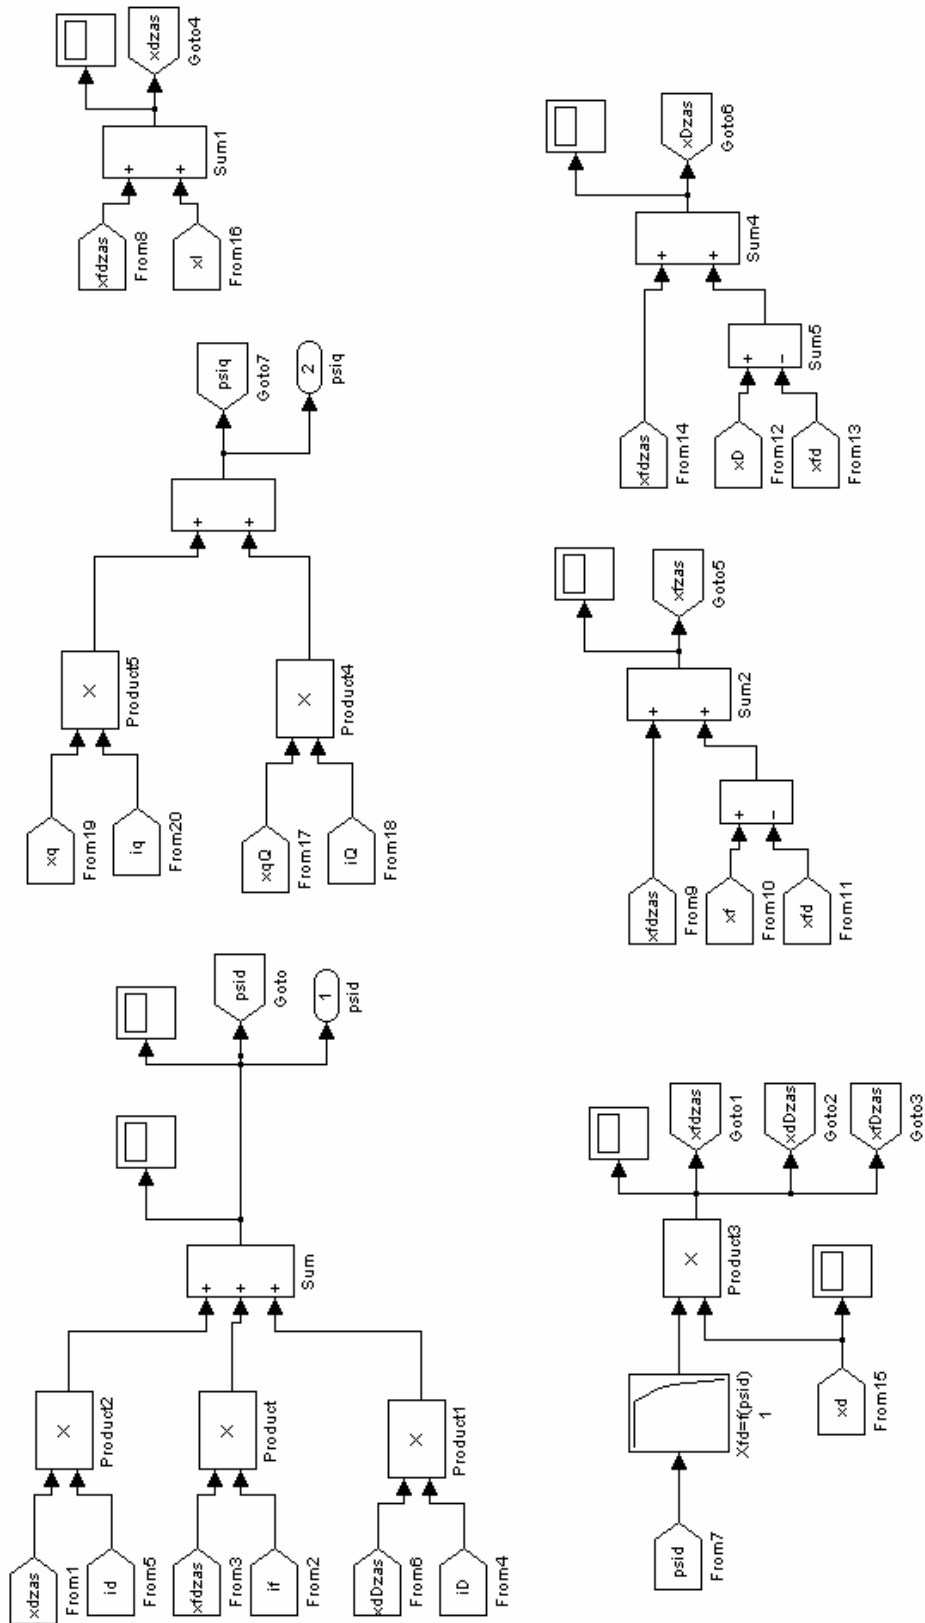 xdzas
From1
id
From5
×
Product2
xfdzas
From3
if
From2
×
Product
xdDzas
From6
iD
From4
×
Product1
+
+
+
Sum
psid
Goto
1
psid
xq
From19
iq
From20
×
Product5
xqQ
From17
iQ
From18
×
Product4
+
+
psiq
Goto7
2
psiq
xfdzas
From8
xl
From16
+
+
Sum1
xdzas
Goto4
psid
From7
Xfd=f(psid)
1
xd
From15
×
Product3
xfdzas
Goto1
xdDzas
Goto2
xfDzas
Goto3
xfdzas
From9
xf
From10
xfd
From11
+
−
+
+
Sum2
xfzas
Goto5
xfdzas
From14
xD
From12
xfd
From13
+
−
Sum5
+
+
Sum4
xDzas
Goto6